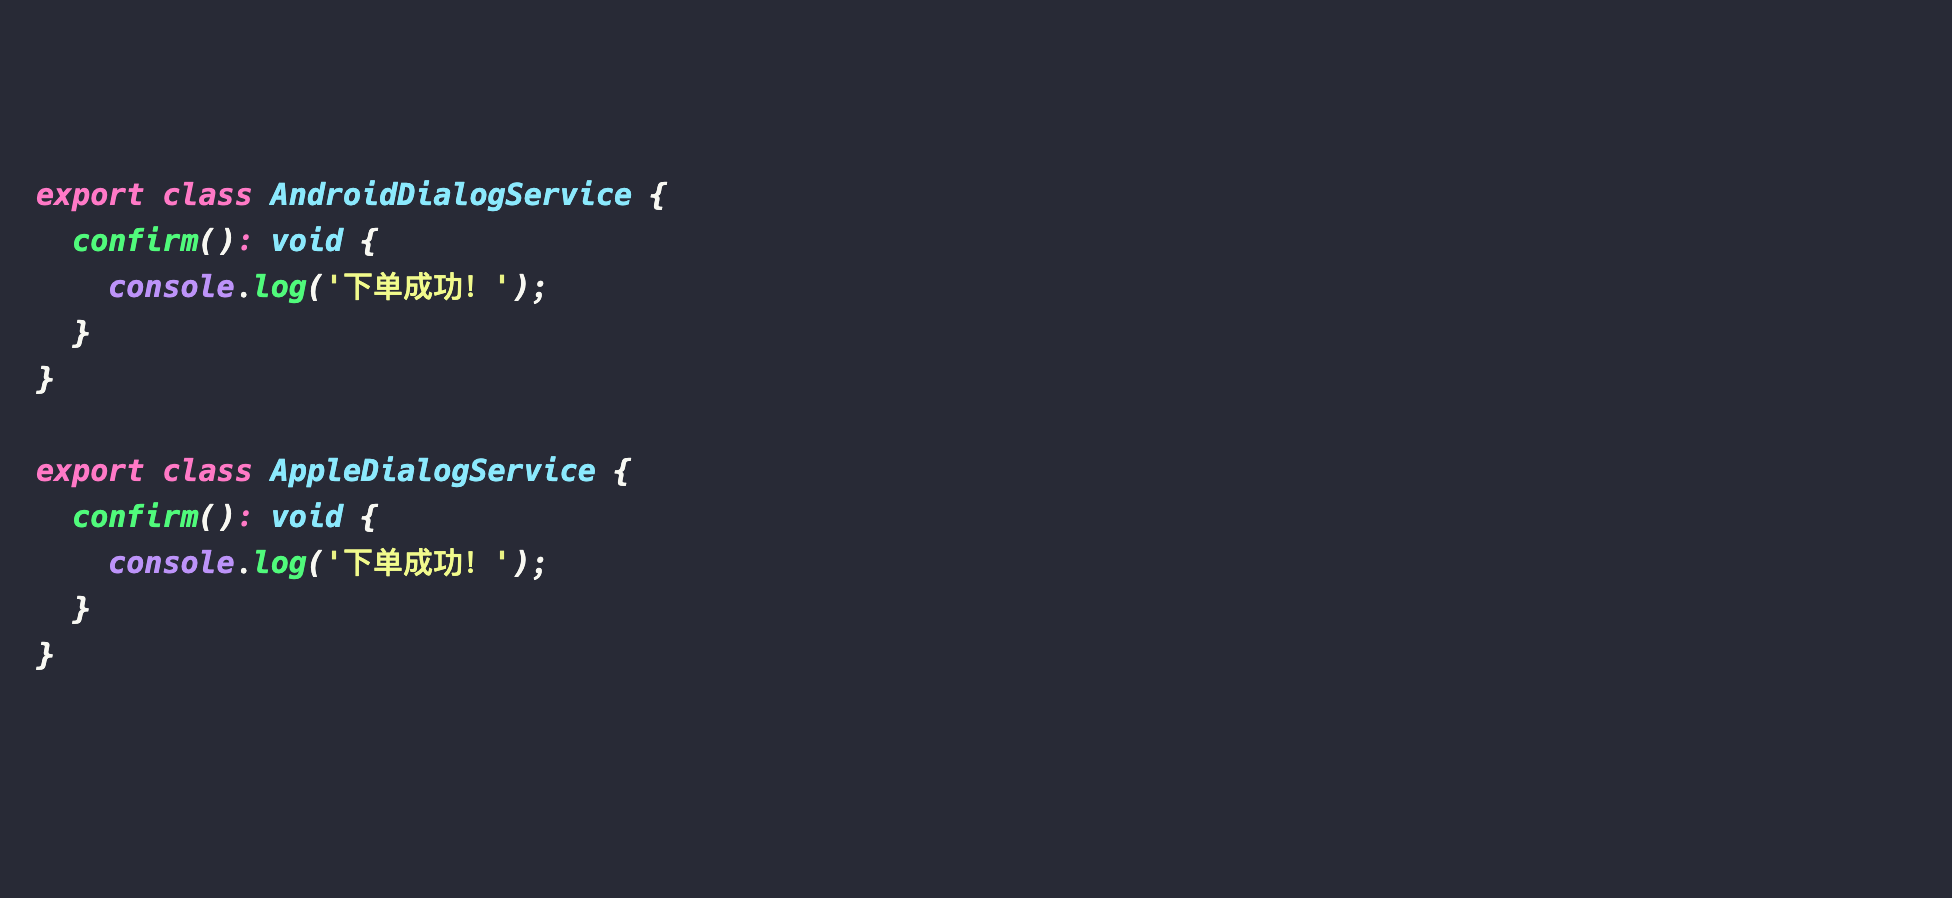 export class AndroidDialogService {
  confirm(): void {
    console.log('下单成功！');
  }
}

export class AppleDialogService {
  confirm(): void {
    console.log('下单成功！');
  }
}